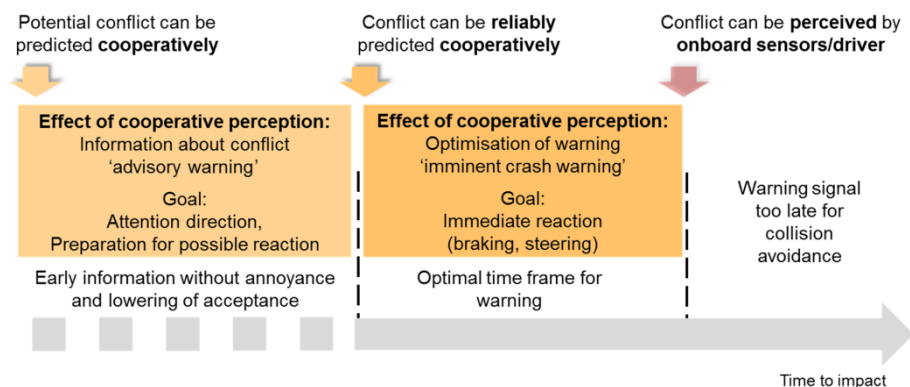 Potential conflict can be
predicted cooperatively
Conflict can be reliably
predicted cooperatively
Conflict can be perceived by
onboard sensors/driver
Effect of cooperative perception:
Information about conflict
‘advisory warning’
Goal:
Attention direction,
Preparation for possible reaction
Effect of cooperative perception:
Optimisation of warning
‘imminent crash warning’
Goal:
Immediate reaction
(braking, steering)
Warning signal
too late for
collision
avoidance
Early information without annoyance
and lowering of acceptance
Optimal time frame for
warning
Time to impact